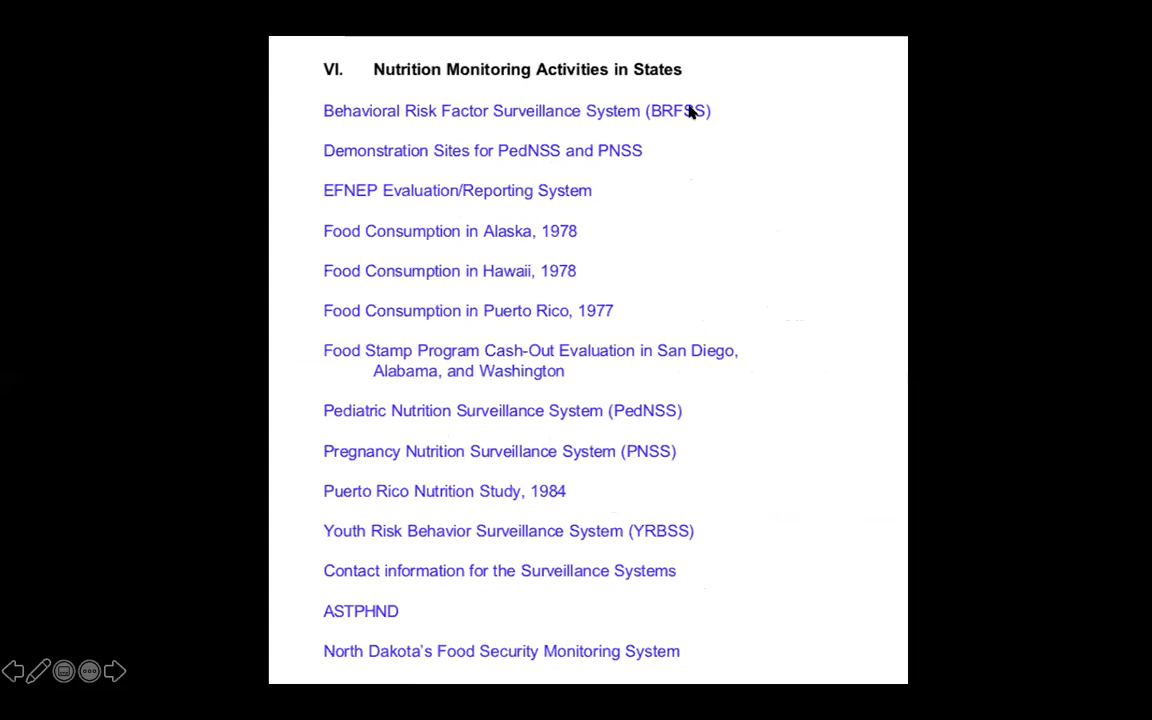 VI. Nutrition Monitoring Activities in States
Behavioral Risk Factor Surveillance System (BRFSS)
Demonstration Sites for PedNSS and PNSS
EFNEP Evaluation/Reporting System
Food Consumption in Alaska, 1978
Food Consumption in Hawaii, 1978
Food Consumption in Puerto Rico, 1977
Food Stamp Program Cash-Out Evaluation in San Diego,
Alabama, and Washington
Pediatric Nutrition Surveillance System (PedNSS)
Pregnancy Nutrition Surveillance System (PNSS)
Puerto Rico Nutrition Study, 1984
Youth Risk Behavior Surveillance System (YRBSS)
Contact information for the Surveillance Systems
ASTPHND
North Dakota's Food Security Monitoring System